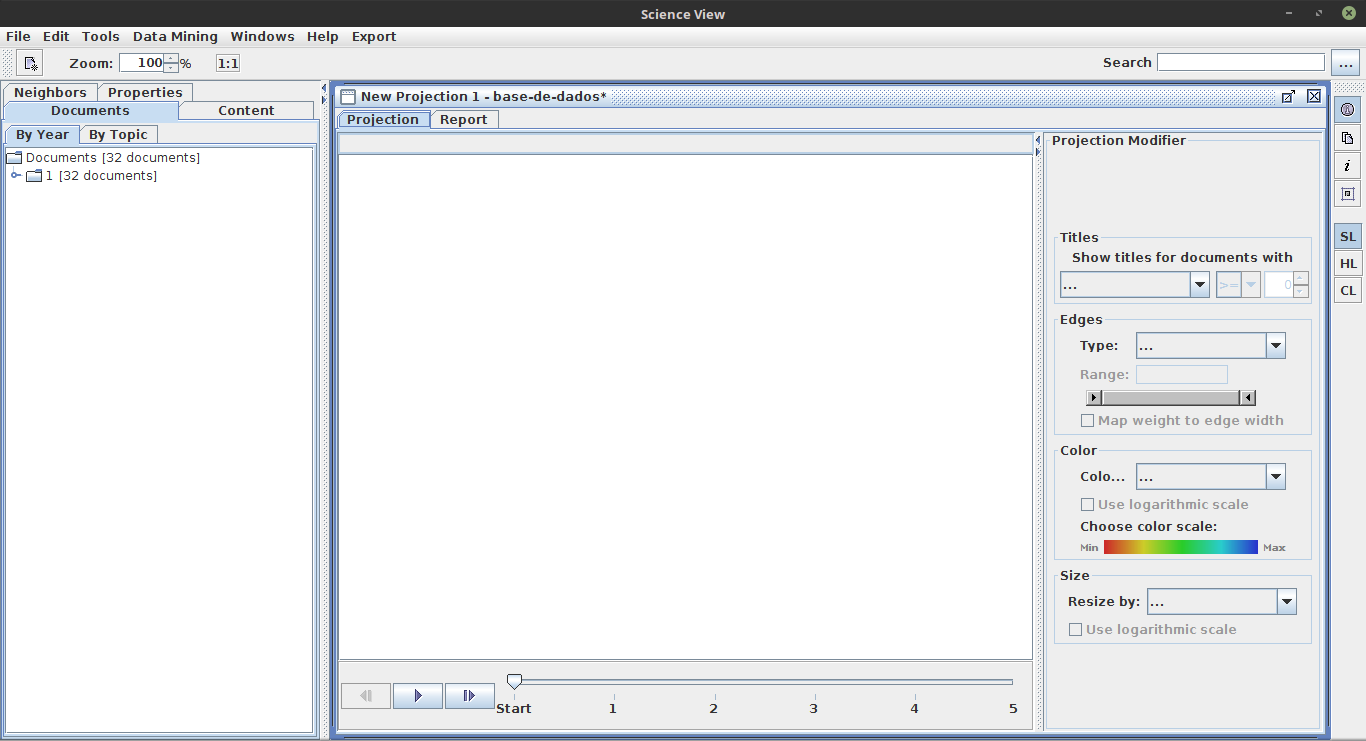 Science View
File Edit Tools Data Mining Windows Help Export
Zoom: 100 % 1:1 Search ...
Neighbors Properties
Documents Content
By Year By Topic
Documents [32 documents]
1 [32 documents]
New Projection 1 - base-de-dados*
Projection Report
Projection Modifier
Titles
Show titles for documents with
... >= 0
Edges
Type: ...
Range:
Map weight to edge width
Color
Colo... ...
Use logarithmic scale
Choose color scale:
Min Max
Size
Resize by: ...
Use logarithmic scale
Start 1 2 3 4 5
i
SL
HL
CL